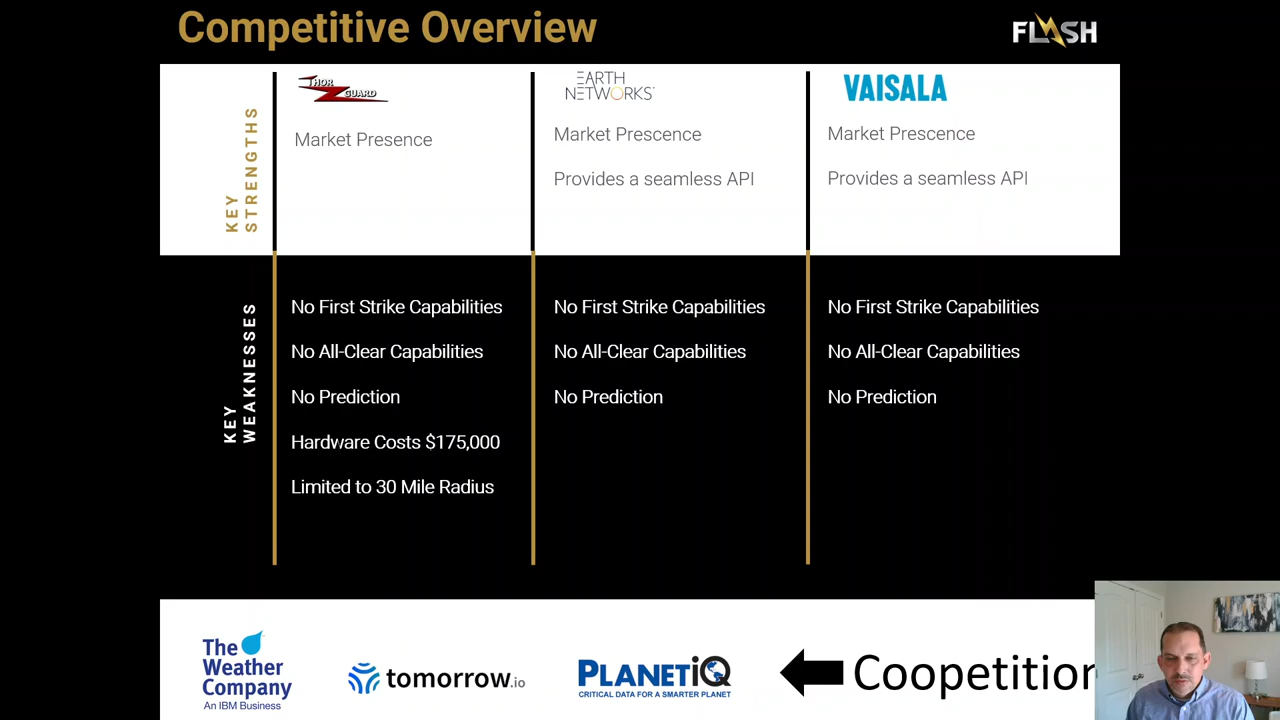 Competitive Overview
FLASH
KEY
STRENGTHS
THOR
GUARD
Market Presence
EARTH
NETWORKS
Market Prescence
Provides a seamless API
VAISALA
Market Prescence
Provides a seamless API
KEY
WEAKNESSES
No First Strike Capabilities
No All-Clear Capabilities
No Prediction
Hardware Costs $175,000
Limited to 30 Mile Radius
No First Strike Capabilities
No All-Clear Capabilities
No Prediction
No First Strike Capabilities
No All-Clear Capabilities
No Prediction
The
Weather
Company
An IBM Business
tomorrow.io
PLANETiQ
CRITICAL DATA FOR A SMARTER PLANET
Coopetition